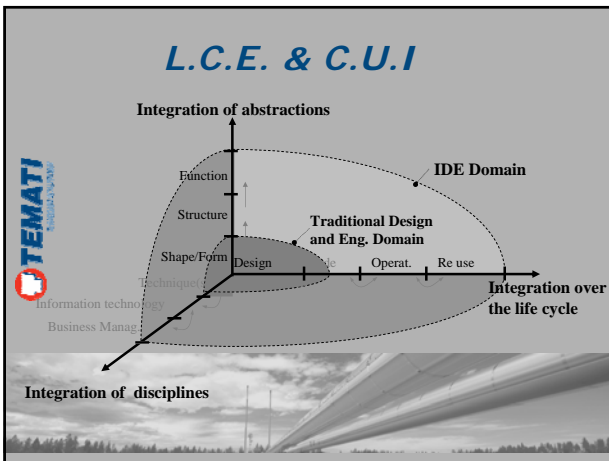 L.C.E. & C.U.I
Integration of abstractions
TEMATI
Function
IDE Domain
Structure
Traditional Design
and Eng. Domain
Shape/Form
Design
Operat.
Re use
Information technology
Business Manag.
Integration over
the life cycle
Integration of disciplines